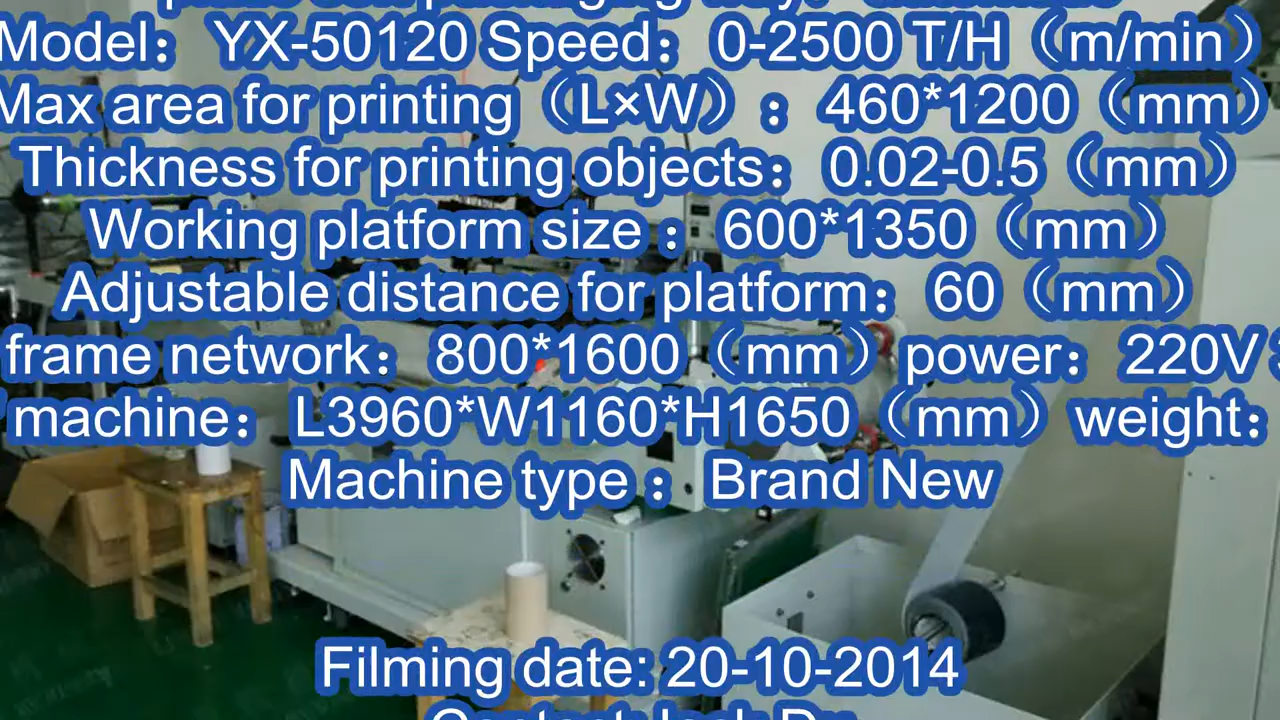 Model： YX-50120 Speed：0-2500 T/H（m/min）
Max area for printing（L×W）：460*1200（mm）
Thickness for printing objects：0.02-0.5（mm）
Working platform size ：600*1350（mm）
Adjustable distance for platform：60（mm）
frame network：800*1600（mm）power：220V
machine：L3960*W1160*H1650（mm）weight：
Machine type ：Brand New
Filming date: 20-10-2014